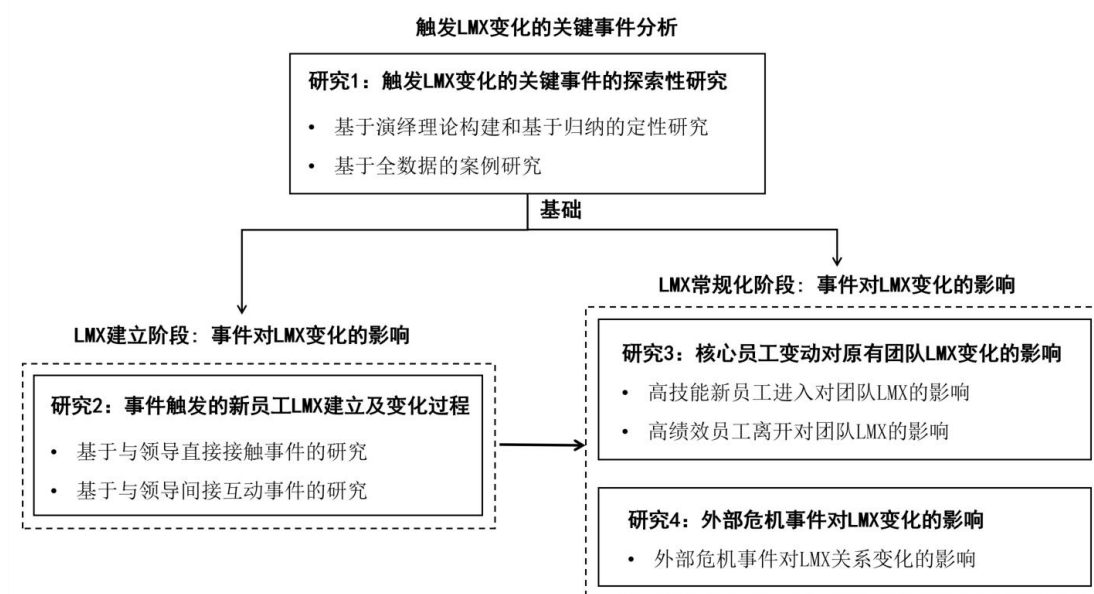 触发LMX变化的关键事件分析
研究1：触发LMX变化的关键事件的探索性研究
• 基于演绎理论构建和基于归纳的定性研究
• 基于全数据的案例研究
基础
LMX建立阶段：事件对LMX变化的影响
研究2：事件触发的新员工LMX建立及变化过程
• 基于与领导直接接触事件的研究
• 基于与领导间接互动事件的研究
LMX常规化阶段：事件对LMX变化的影响
研究3：核心员工变动对原有团队LMX变化的影响
• 高技能新员工进入对团队LMX的影响
• 高绩效员工离开对团队LMX的影响
研究4：外部危机事件对LMX变化的影响
• 外部危机事件对LMX关系变化的影响